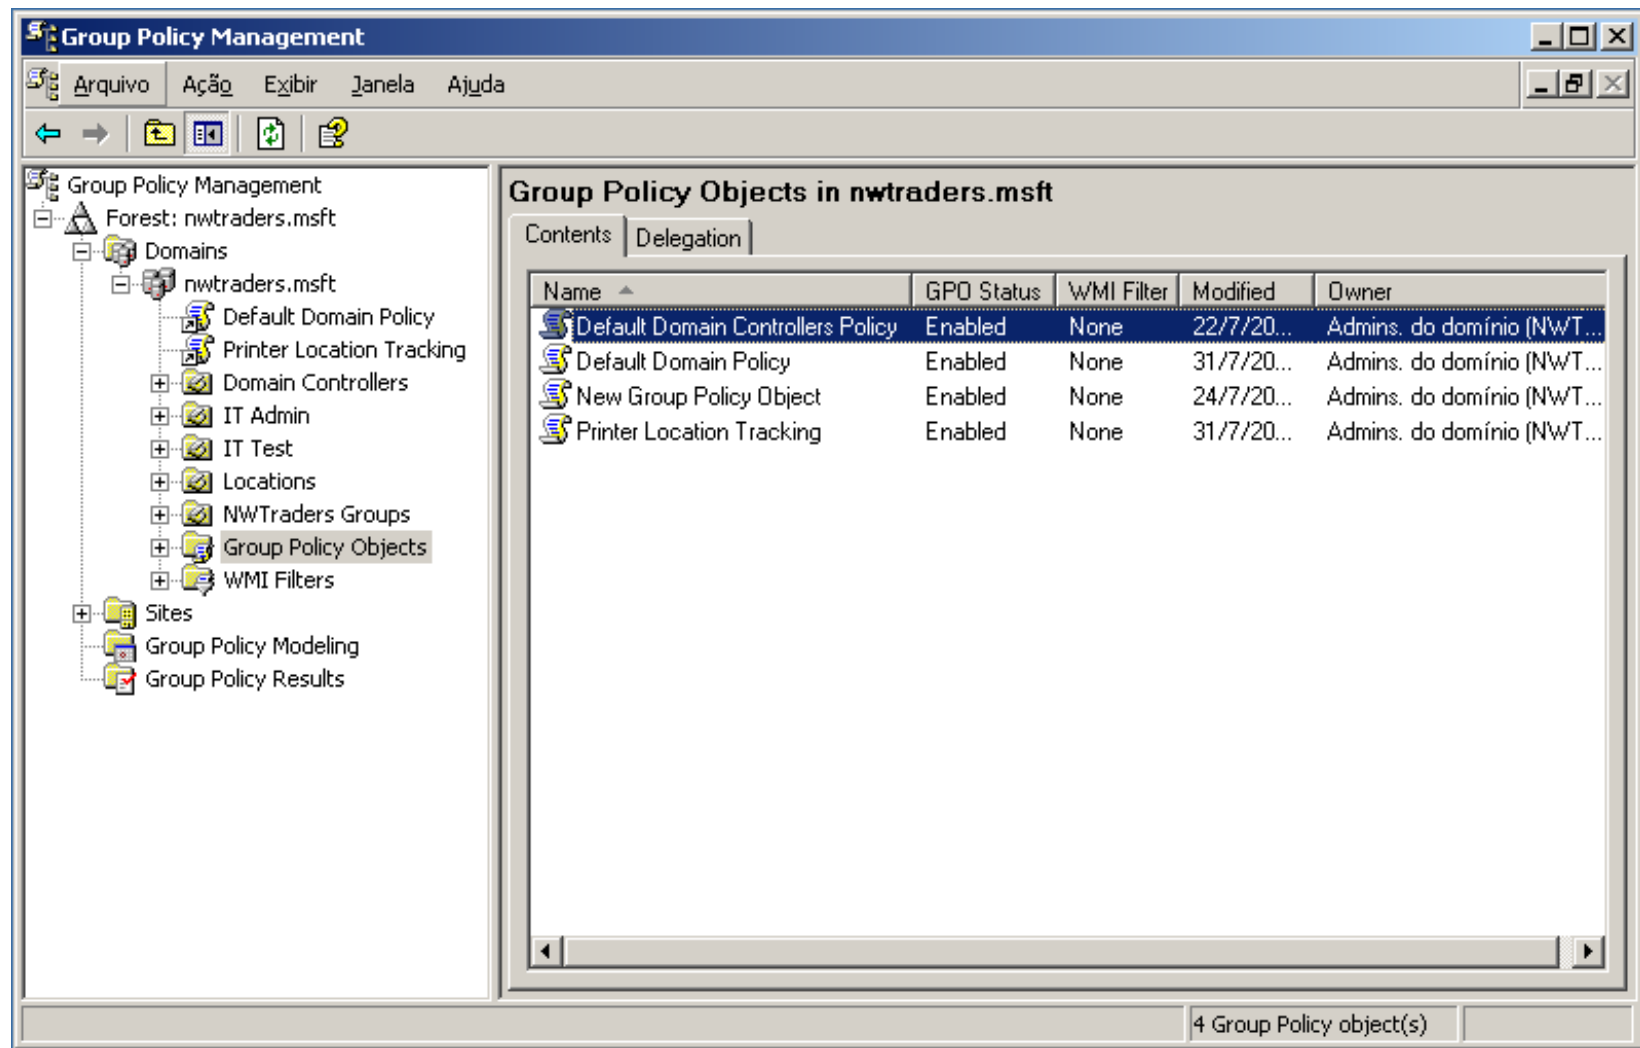 Group Policy Management
Arquivo Ação Exibir Janela Ajuda
Group Policy Management
Forest: nwtraders.msft
Domains
nwtraders.msft
Default Domain Policy
Printer Location Tracking
Domain Controllers
IT Admin
IT Test
Locations
NWTraders Groups
Group Policy Objects
WMI Filters
Sites
Group Policy Modeling
Group Policy Results
Group Policy Objects in nwtraders.msft
Contents Delegation
Name GPO Status WMI Filter Modified Owner
Default Domain Controllers Policy Enabled None 22/7/20... Admins. do domínio (NWT...
Default Domain Policy Enabled None 31/7/20... Admins. do domínio (NWT...
New Group Policy Object Enabled None 24/7/20... Admins. do domínio (NWT...
Printer Location Tracking Enabled None 31/7/20... Admins. do domínio (NWT...
4 Group Policy object(s)